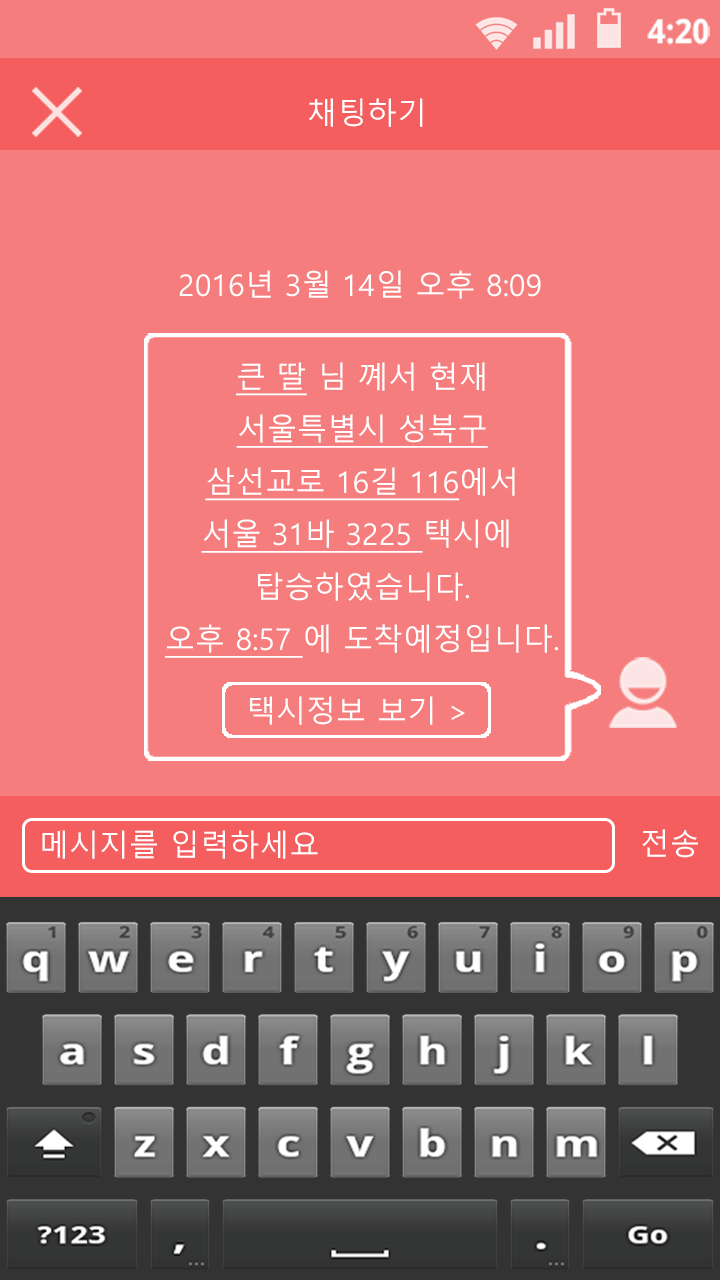 4:20
채팅하기
2016년 3월 14일 오후 8:09
큰 딸 님 꼐서 현재
서울특별시 성북구
삼선교로 16길 116에서
서울 31바 3225 택시에
탑승하였습니다.
오후 8:57 에 도착예정입니다.
택시정보 보기 >
메시지를 입력하세요 전송
1 2 3 4 5 6 7 8 9 0
q w e r t y u i o p
a s d f g h j k l
z x c v b n m
?123 , ... . ... Go